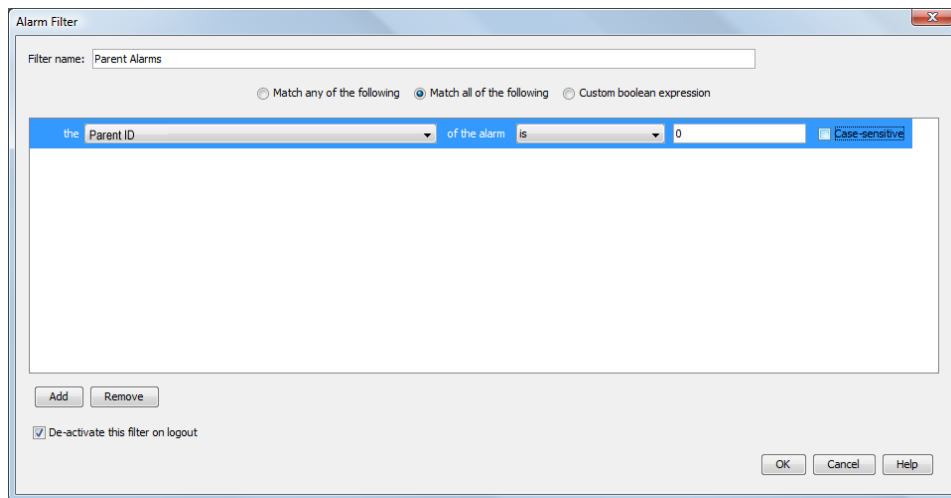 Alarm Filter
Filter name: Parent Alarms
Match any of the following Match all of the following Custom boolean expression
the Parent ID of the alarm is 0 Case-sensitive
Add Remove
De-activate this filter on logout
OK Cancel Help